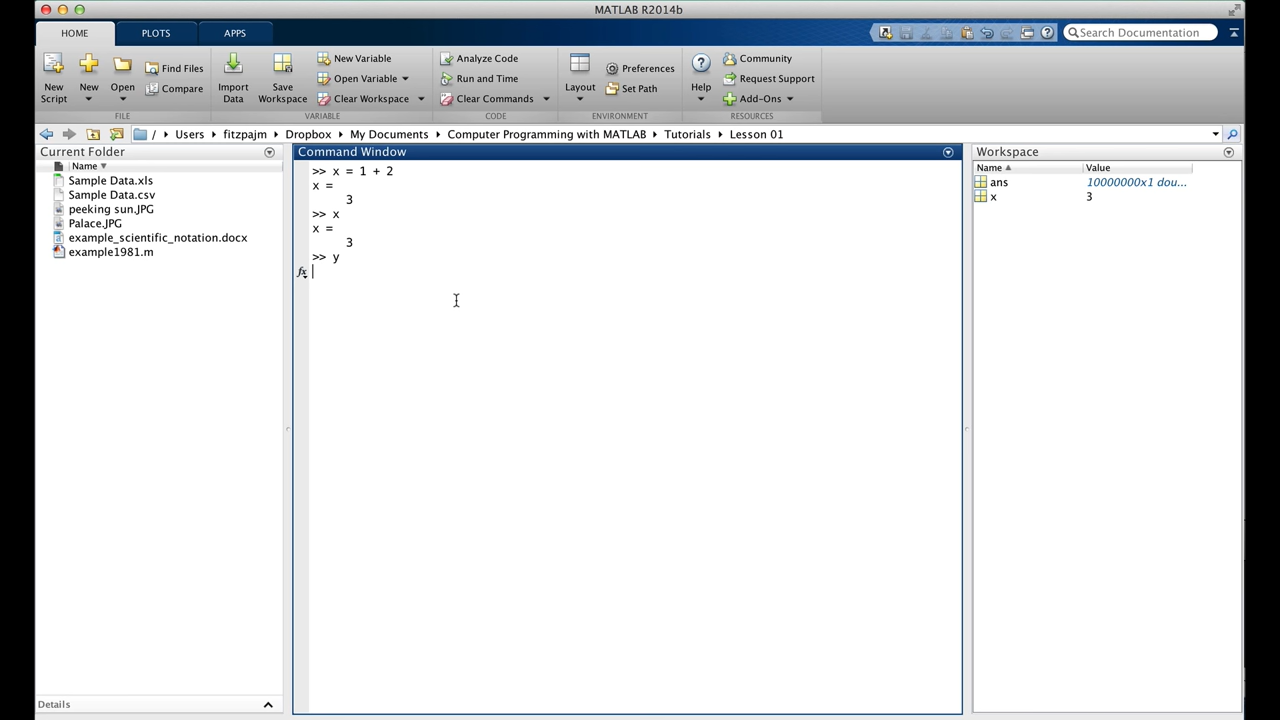 MATLAB R2014b
HOME PLOTS APPS
Search Documentation
New Script
New
Open
Find Files
Compare
FILE
Import Data
Save Workspace
New Variable
Open Variable
Clear Workspace
VARIABLE
Analyze Code
Run and Time
Clear Commands
CODE
Layout
Preferences
Set Path
ENVIRONMENT
Help
Community
Request Support
Add-Ons
RESOURCES
/ Users fitzpajm Dropbox My Documents Computer Programming with MATLAB Tutorials Lesson 01
Current Folder
Name
Sample Data.xls
Sample Data.csv
peeking sun.JPG
Palace.JPG
example_scientific_notation.docx
example1981.m
Details
Command Window
>> x = 1 + 2
x =
3
>> x
x =
3
>> y
fx
Workspace
Name Value
ans 10000000x1 dou...
x 3